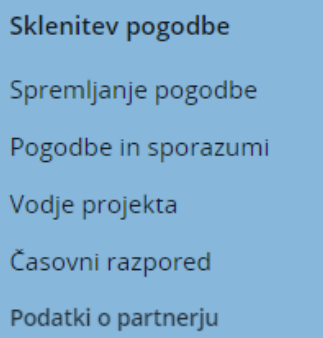 Sklenitev pogodbe
Spremljanje pogodbe
Pogodbe in sporazumi
Vodje projekta
Časovni razpored
Podatki o partnerju